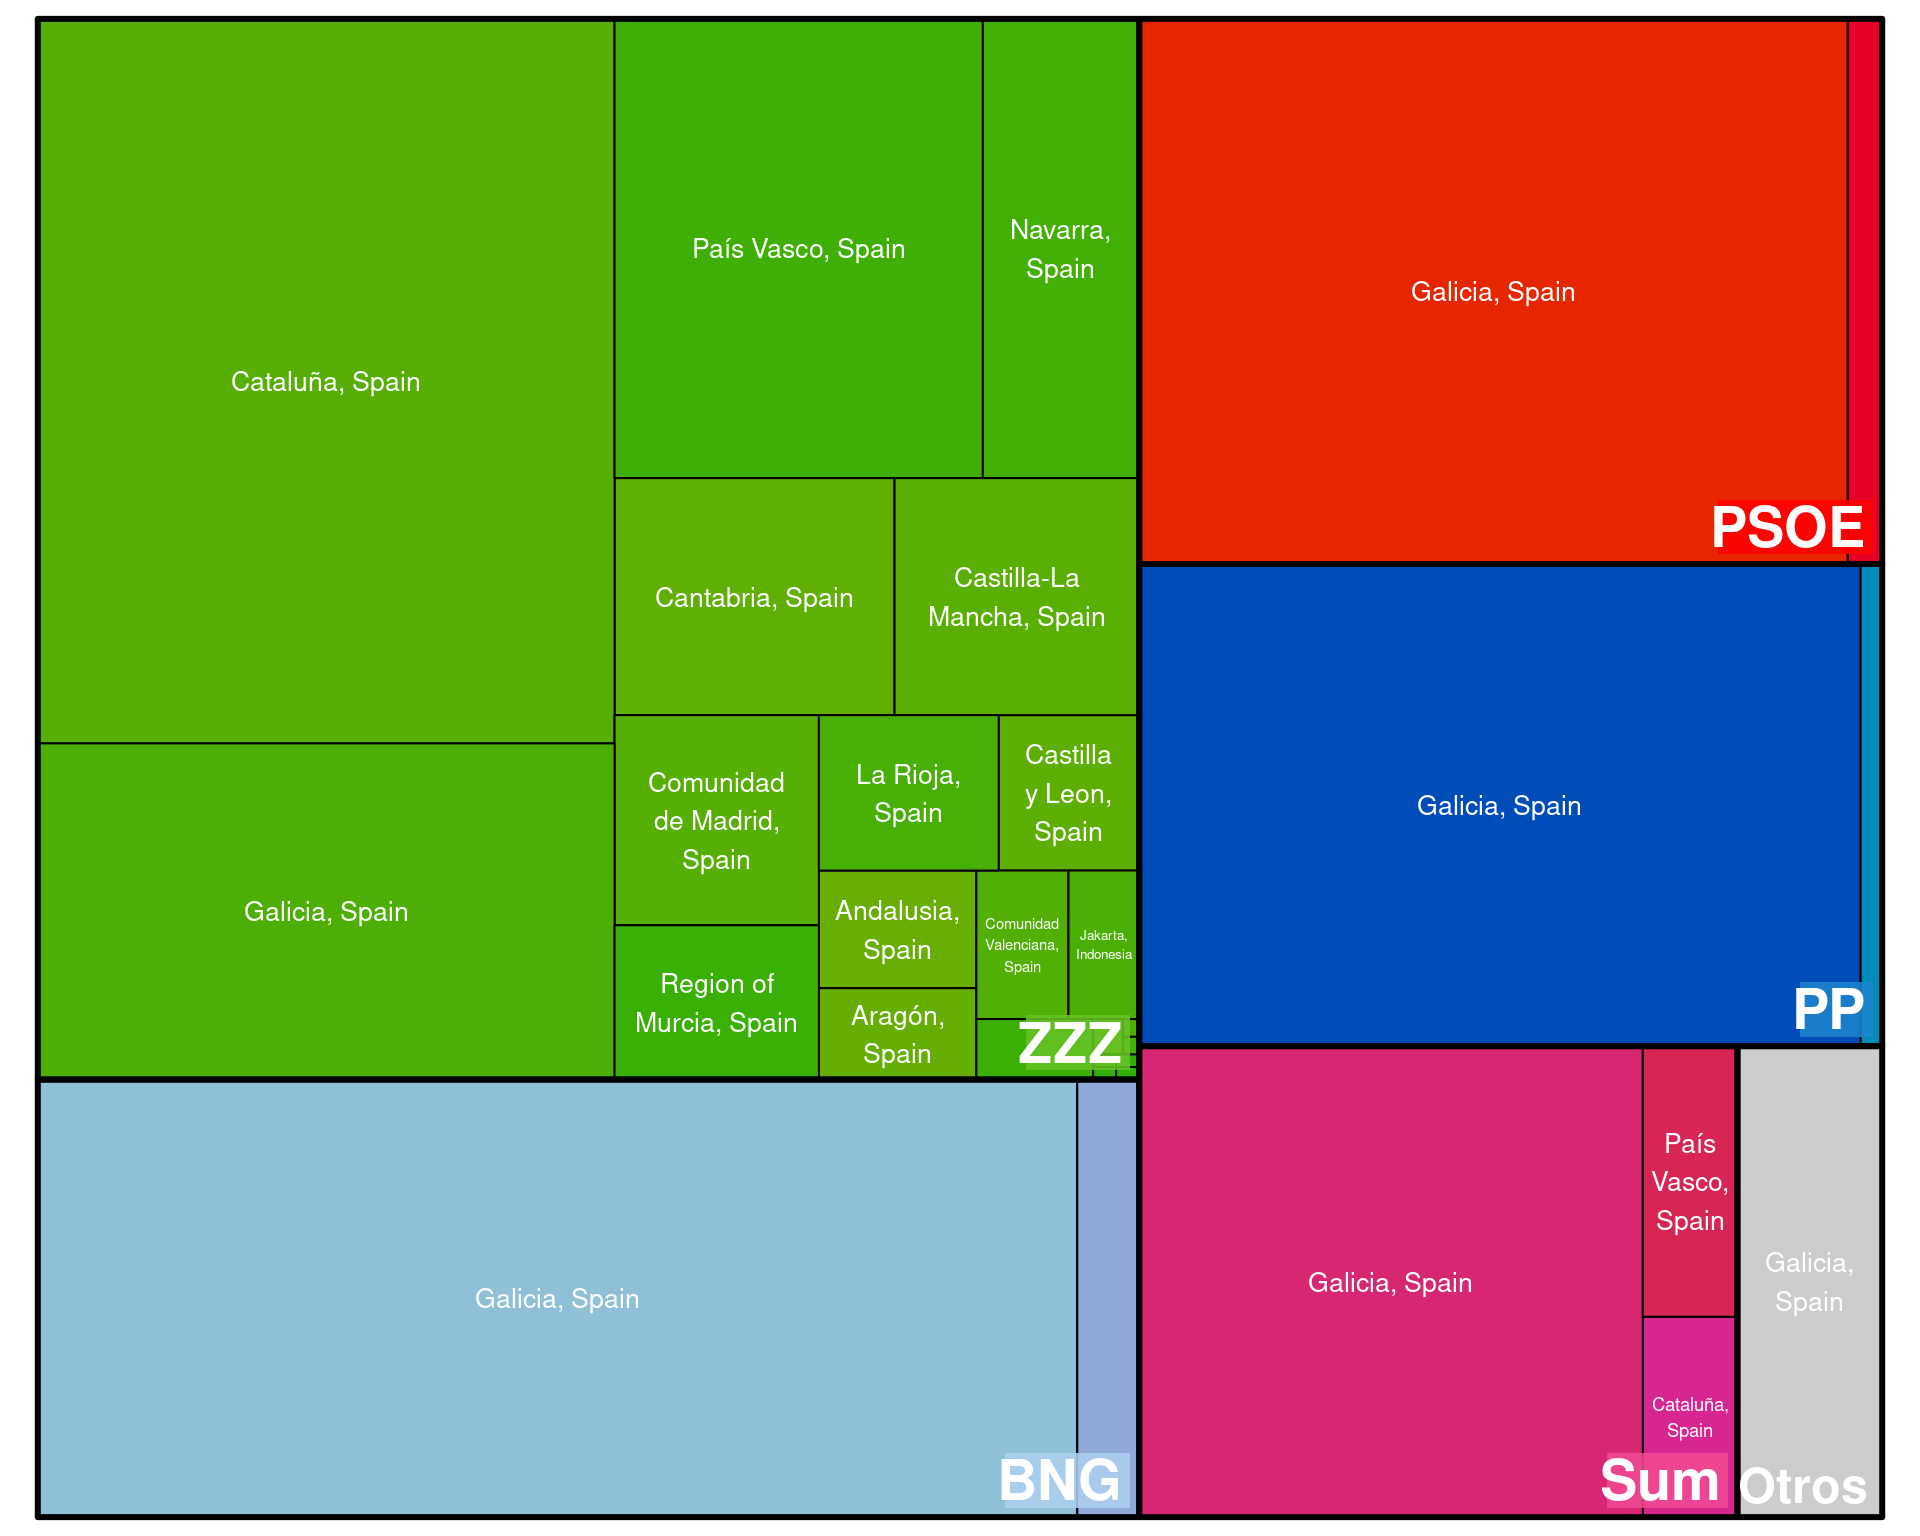 Cataluña, Spain
País Vasco, Spain
Navarra,
Spain
Cantabria, Spain
Castilla-La
Mancha, Spain
Galicia, Spain
Comunidad
de Madrid,
Spain
La Rioja,
Spain
Castilla
y Leon,
Spain
Region of
Murcia, Spain
Andalusia,
Spain
Aragón,
Spain
Comunidad
Valenciana,
Spain
Jakarta,
Indonesia
ZZZ
Galicia, Spain
BNG
Galicia, Spain
PSOE
Galicia, Spain
PP
Galicia, Spain
País
Vasco,
Spain
Cataluña,
Spain
Sum
Galicia,
Spain
Otros